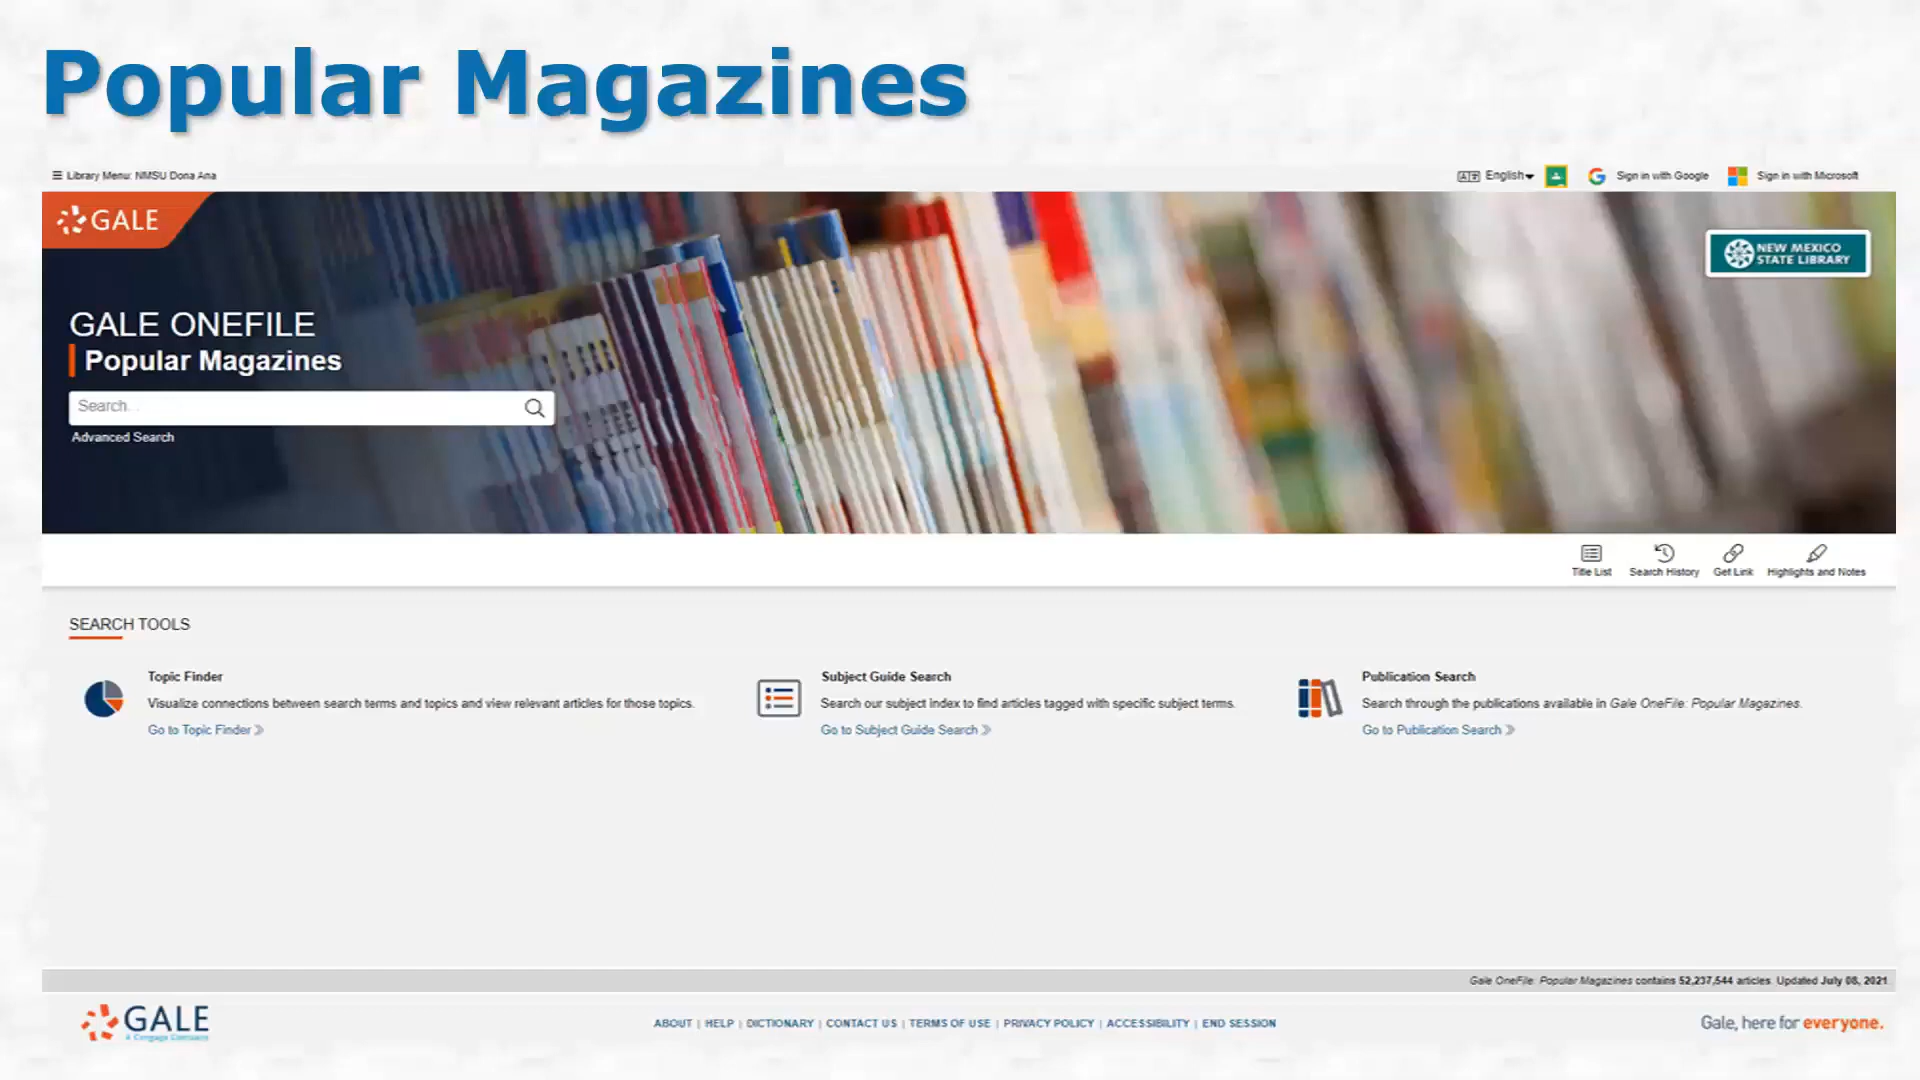 Popular Magazines
☰ Library Menu: NMSU Dona Ana
English
Sign in with Google
Sign in with Microsoft
GALE
NEW MEXICO
STATE LIBRARY
GALE ONEFILE
Popular Magazines
Search...
Advanced Search
Title List
Search History
Get Link
Highlights and Notes
SEARCH TOOLS
Topic Finder
Visualize connections between search terms and topics and view relevant articles for those topics.
Go to Topic Finder »
Subject Guide Search
Search our subject index to find articles tagged with specific subject terms.
Go to Subject Guide Search »
Publication Search
Search through the publications available in Gale OneFile: Popular Magazines.
Go to Publication Search »
Gale OneFile: Popular Magazines contains 52,237,544 articles. Updated July 08, 2021
GALE
A Cengage Company
ABOUT | HELP | DICTIONARY | CONTACT US | TERMS OF USE | PRIVACY POLICY | ACCESSIBILITY | END SESSION
Gale, here for everyone.